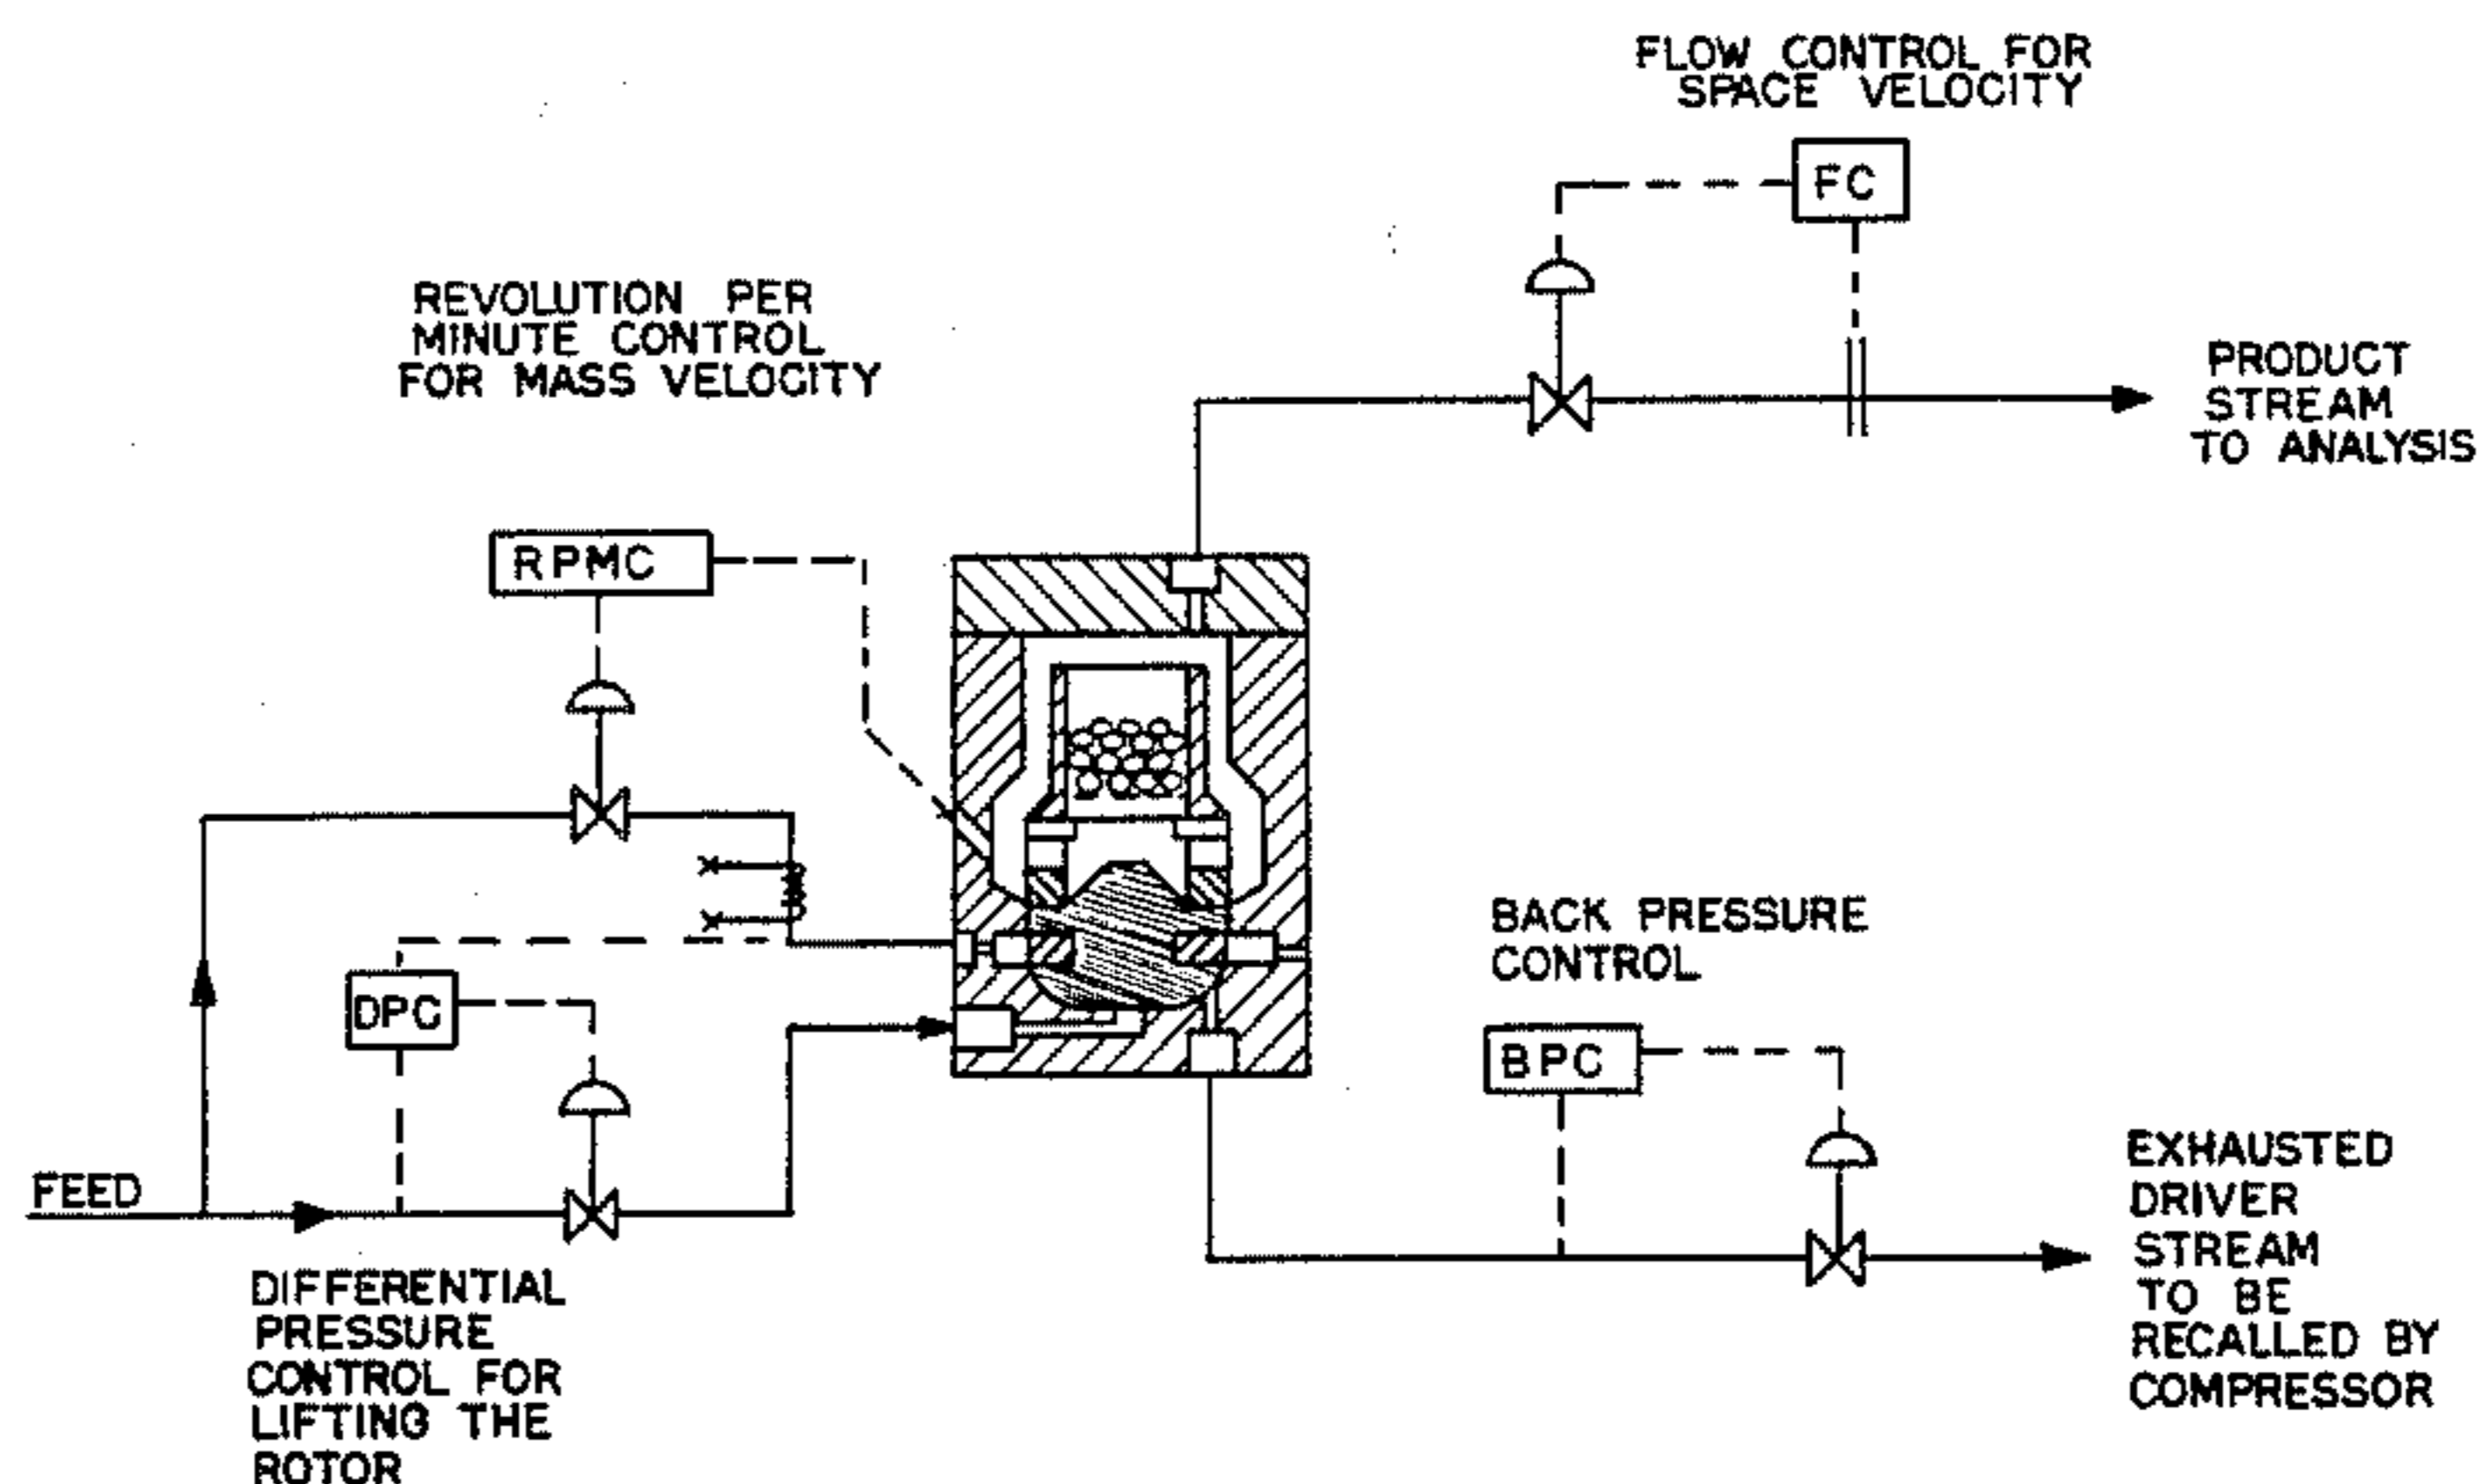 FLOW CONTROL FOR
SPACE VELOCITY
FC
REVOLUTION PER
MINUTE CONTROL
FOR MASS VELOCITY
PRODUCT
STREAM
TO ANALYSIS
RPMC
BACK PRESSURE
CONTROL
DPC
BPC
FEED
EXHAUSTED
DRIVER
STREAM
TO BE
RECALLED BY
COMPRESSOR
DIFFERENTIAL
PRESSURE
CONTROL FOR
LIFTING THE
ROTOR